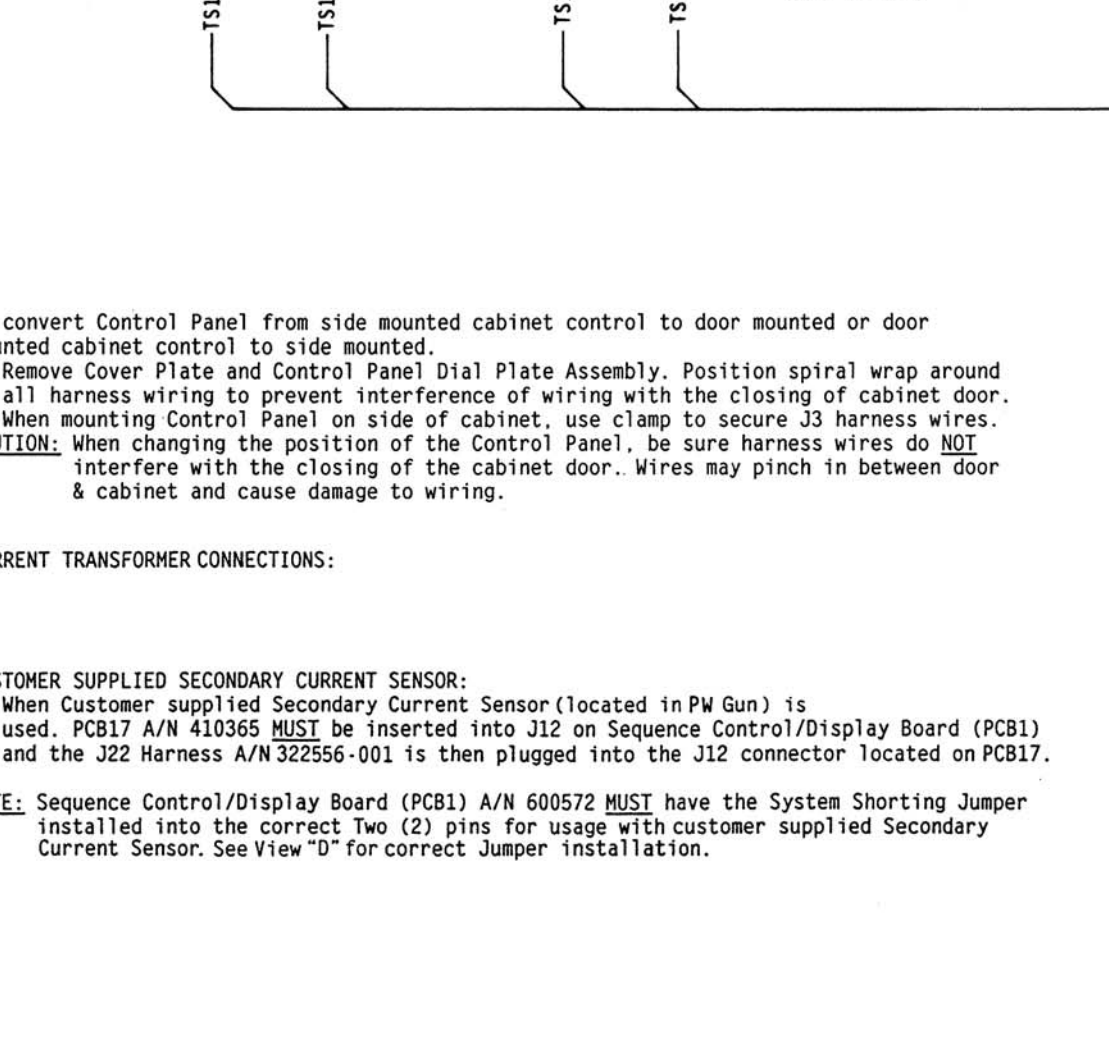 TS1
TS1
TS
TS
convert Control Panel from side mounted cabinet control to door mounted or door
nted cabinet control to side mounted.
Remove Cover Plate and Control Panel Dial Plate Assembly. Position spiral wrap around
all harness wiring to prevent interference of wiring with the closing of cabinet door.
When mounting Control Panel on side of cabinet, use clamp to secure J3 harness wires.
TION: When changing the position of the Control Panel, be sure harness wires do NOT
interfere with the closing of the cabinet door. Wires may pinch in between door
& cabinet and cause damage to wiring.
RRENT TRANSFORMER CONNECTIONS:
TOMER SUPPLIED SECONDARY CURRENT SENSOR:
When Customer supplied Secondary Current Sensor (located in PW Gun) is
used. PCB17 A/N 410365 MUST be inserted into J12 on Sequence Control/Display Board (PCB1)
and the J22 Harness A/N 322556-001 is then plugged into the J12 connector located on PCB17.
E: Sequence Control/Display Board (PCB1) A/N 600572 MUST have the System Shorting Jumper
installed into the correct Two (2) pins for usage with customer supplied Secondary
Current Sensor. See View "D" for correct Jumper installation.